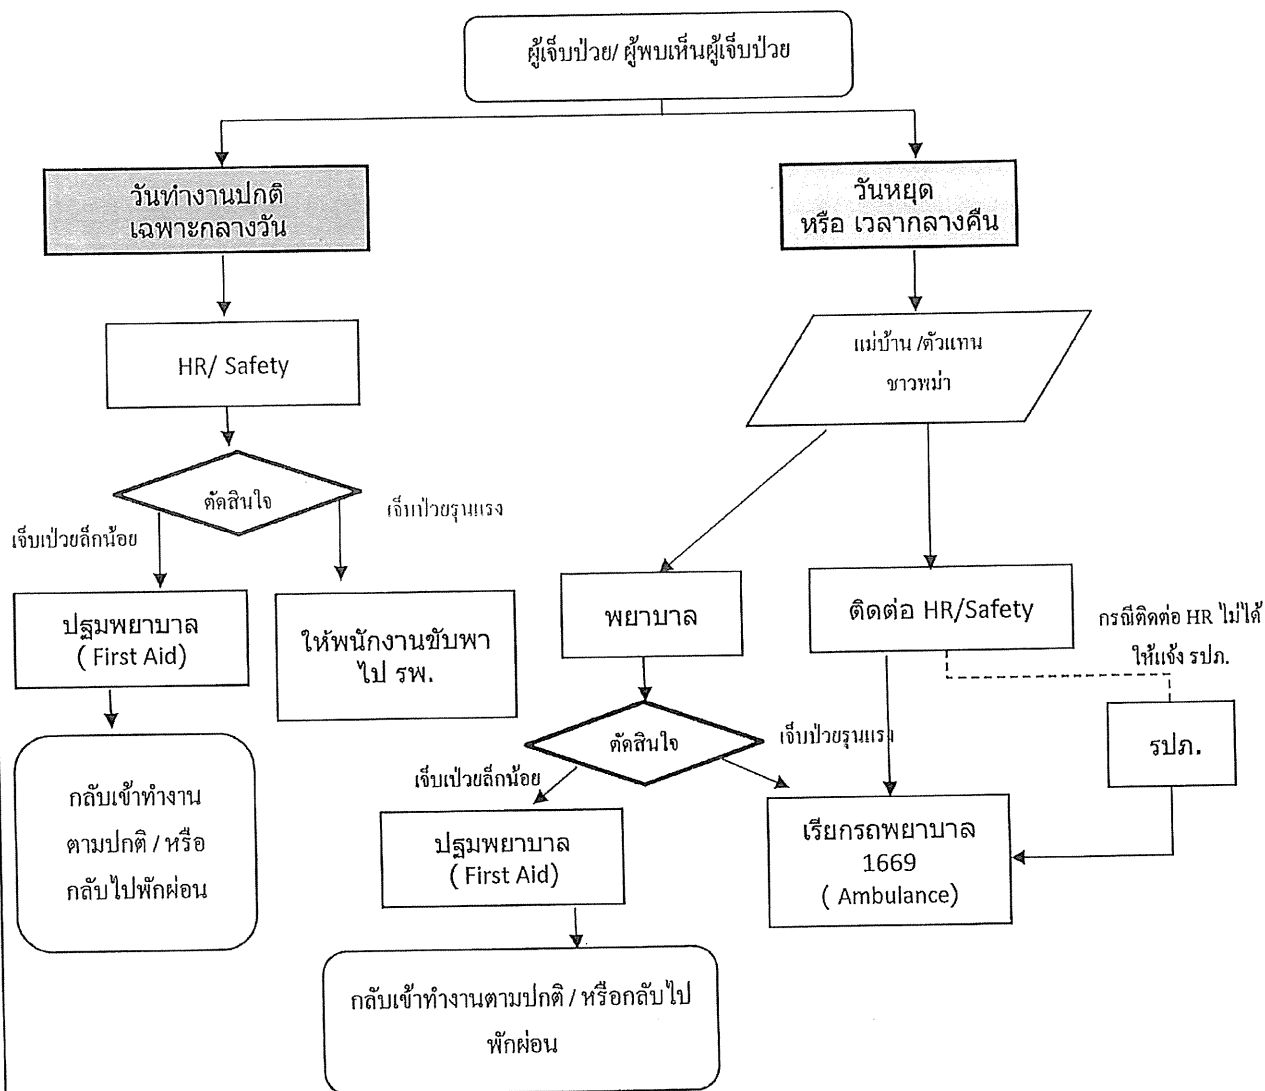 ผู้เจ็บป่วย/ ผู้พบเห็นผู้เจ็บป่วย
วันทำงานปกติ
เฉพาะกลางวัน
วันหยุด
หรือ เวลากลางคืน
HR/ Safety
แม่บ้าน /ตัวแทน
ชาวพม่า
ตัดสินใจ
เจ็บป่วยรุนแรง
เจ็บเป่วยลึกน้อย
ปฐมพยาบาล
( First Aid)
ให้พนักงานขับพา
ไป รพ.
พยาบาล
ติดต่อ HR/Safety
กรณีติดต่อ HR ไม่ได้
ให้แจ้ง รปภ.
รปภ.
ตัดสินใจ
เจ็บป่วยรุนแรง
เจ็บเป่วยลึกน้อย
กลับเข้าทำงาน
ตามปกติ / หรือ
กลับไปพักผ่อน
ปฐมพยาบาล
( First Aid)
เรียกรถพยาบาล
1669
( Ambulance)
กลับเข้าทำงานตามปกติ / หรือกลับไป
พักผ่อน